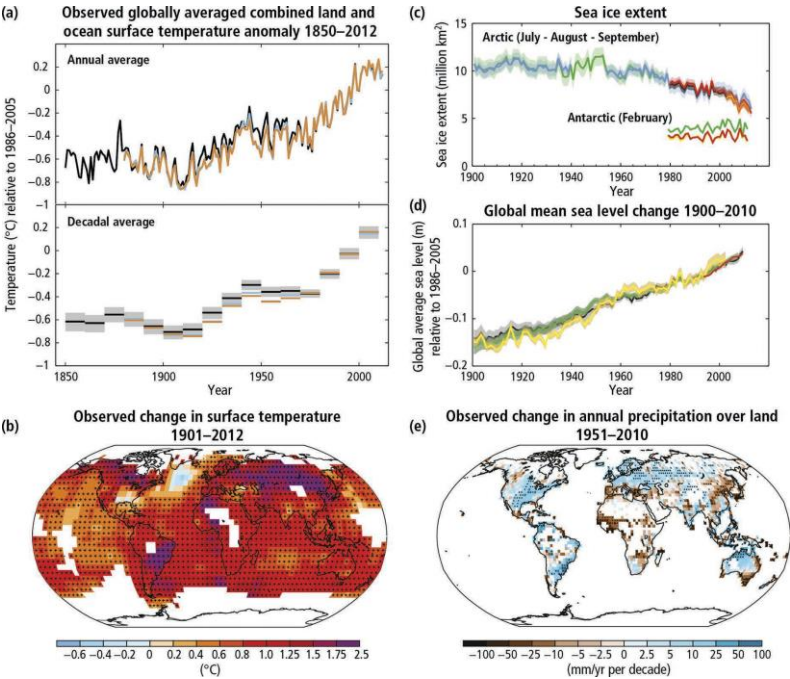 (a)
Observed globally averaged combined land and
ocean surface temperature anomaly 1850–2012
Annual average
0.2
0
−0.2
−0.4
−0.6
−0.8
−1
Decadal average
0.2
0
−0.2
−0.4
−0.6
−0.8
−1
Temperature (°C) relative to 1986–2005
1850
1900
1950
2000
Year
(c)
Sea ice extent
Arctic (July - August - September)
Antarctic (February)
15
10
5
0
Sea ice extent (million km²)
1900
1920
1940
1960
1980
2000
Year
(d)
Global mean sea level change 1900–2010
0.1
0
−0.1
−0.2
Global average sea level (m)
relative to 1986–2005
1900
1920
1940
1960
1980
2000
Year
(b)
Observed change in surface temperature
1901–2012
−0.6 −0.4 −0.2 0 0.2 0.4 0.6 0.8 1.0 1.25 1.75 2.5
(°C)
(e)
Observed change in annual precipitation over land
1951–2010
−100 −50 −25 −10 −5 −2.5 0 2.5 5 10 25 50 100
(mm/yr per decade)